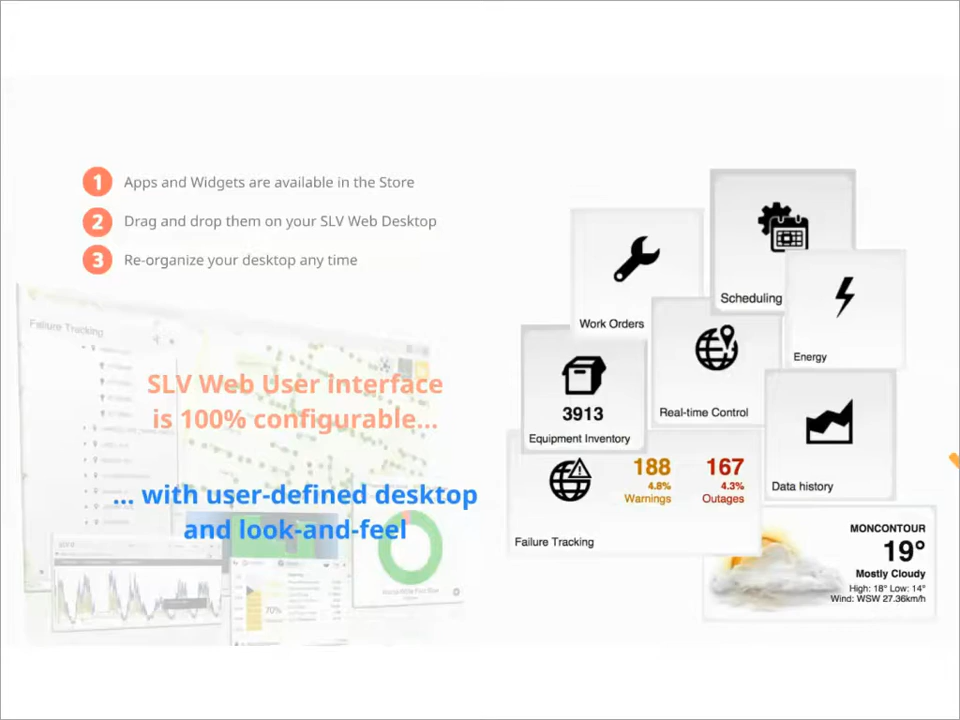 1 Apps and Widgets are available in the Store
2 Drag and drop them on your SLV Web Desktop
3 Re-organize your desktop any time
Failure Tracking
SLV Web User interface
is 100% configurable...
... with user-defined desktop
and look-and-feel
70%
Work Orders
Scheduling
Energy
3913
Equipment Inventory
Real-time Control
Data history
188
4.8%
Warnings
167
4.3%
Outages
Failure Tracking
MONCONTOUR
19°
Mostly Cloudy
High: 18° Low: 14°
Wind: WSW 27.36km/h